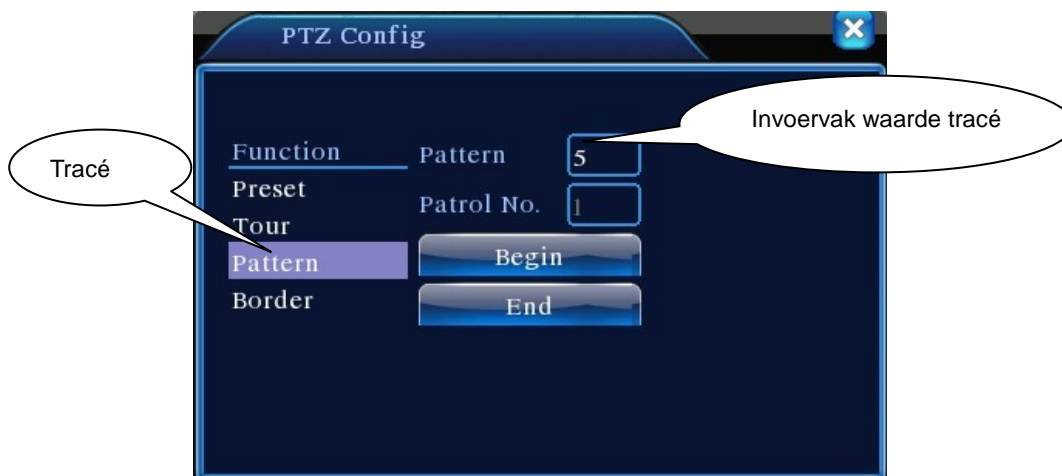 PTZ Config
Invoervak waarde tracé
Tracé
Function
Pattern
5
Preset
Patrol No.
1
Tour
Pattern
Begin
Border
End